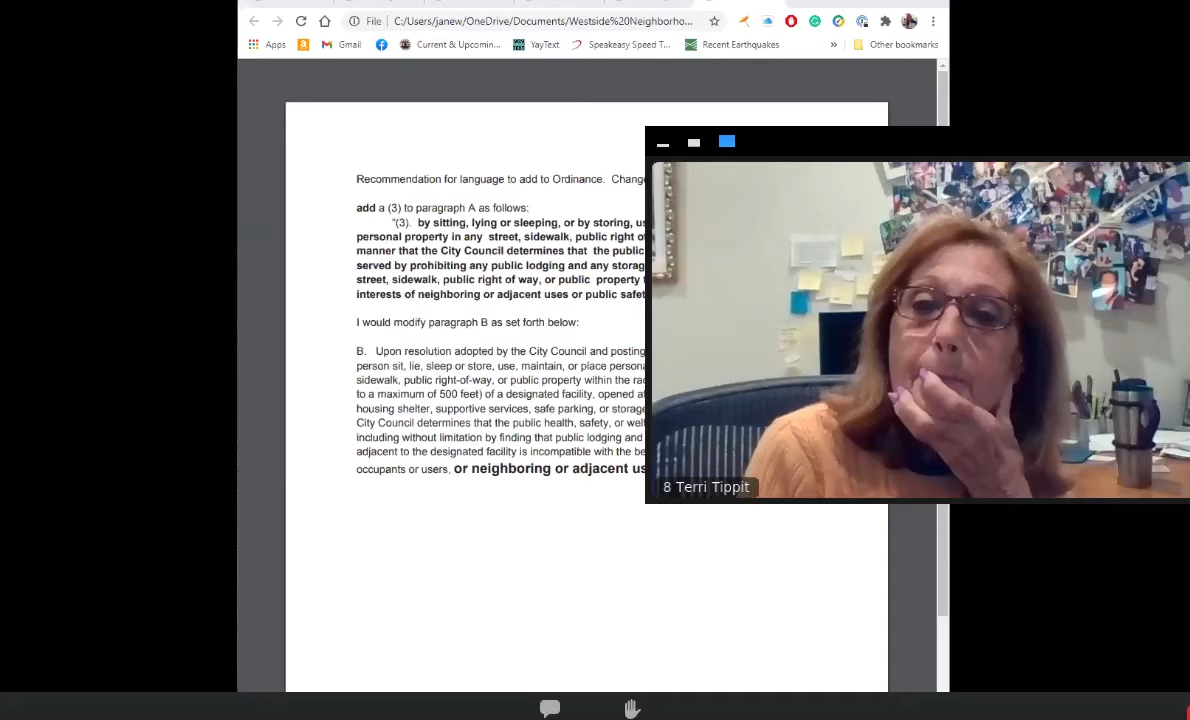 File C:/Users/janew/OneDrive/Documents/Westside%20Neighborho...
Apps Gmail Current & Upcomin... YayText Speakeasy Speed T... Recent Earthquakes » Other bookmarks
Recommendation for language to add to Ordinance. Change
add a (3) to paragraph A as follows:
"(3). by sitting, lying or sleeping, or by storing, us
personal property in any street, sidewalk, public right of
manner that the City Council determines that the public
served by prohibiting any public lodging and any storag
street, sidewalk, public right of way, or public property
interests of neighboring or adjacent uses or public safet
I would modify paragraph B as set forth below:
B. Upon resolution adopted by the City Council and posting
person sit, lie, sleep or store, use, maintain, or place persona
sidewalk, public right-of-way, or public property within the rad
to a maximum of 500 feet) of a designated facility, opened af
housing shelter, supportive services, safe parking, or storage
City Council determines that the public health, safety, or welf
including without limitation by finding that public lodging and
adjacent to the designated facility is incompatible with the be
occupants or users, or neighboring or adjacent us
8 Terri Tippit